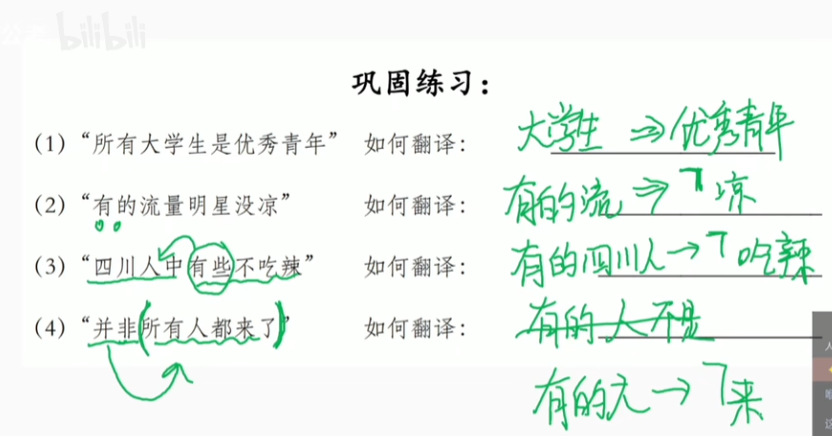 bilibili
巩固练习：
(1)“所有大学生是优秀青年” 如何翻译： 大学生 ⇒ 优秀青年
(2)“有的流量明星没凉” 如何翻译： 有的流 ⇒ ㄱ凉
(3)“四川人中有些不吃辣” 如何翻译： 有的四川人 → ㄱ吃辣
(4)“并非(所有人都来了)” 如何翻译： 有的人不是
有的 → ㄱ来